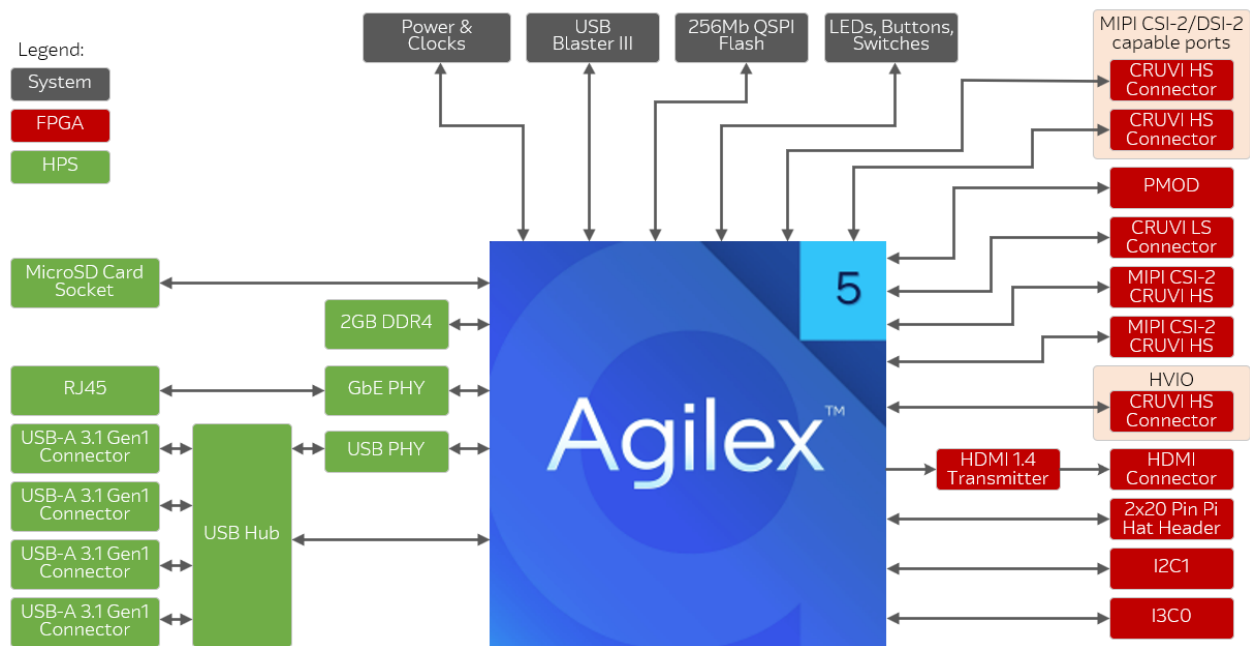 Legend:
System
FPGA
HPS
Power &
Clocks
USB
Blaster III
256Mb QSPI
Flash
LEDs, Buttons,
Switches
MIPI CSI-2/DSI-2
capable ports
CRUVI HS
Connector
CRUVI HS
Connector
PMOD
CRUVI LS
Connector
MIPI CSI-2
CRUVI HS
MIPI CSI-2
CRUVI HS
HVIO
CRUVI HS
Connector
HDMI 1.4
Transmitter
HDMI
Connector
2x20 Pin Pi
Hat Header
I2C1
I3C0
MicroSD Card
Socket
2GB DDR4
RJ45
GbE PHY
USB-A 3.1 Gen1
Connector
USB PHY
USB-A 3.1 Gen1
Connector
USB Hub
USB-A 3.1 Gen1
Connector
USB-A 3.1 Gen1
Connector
5
Agilex™